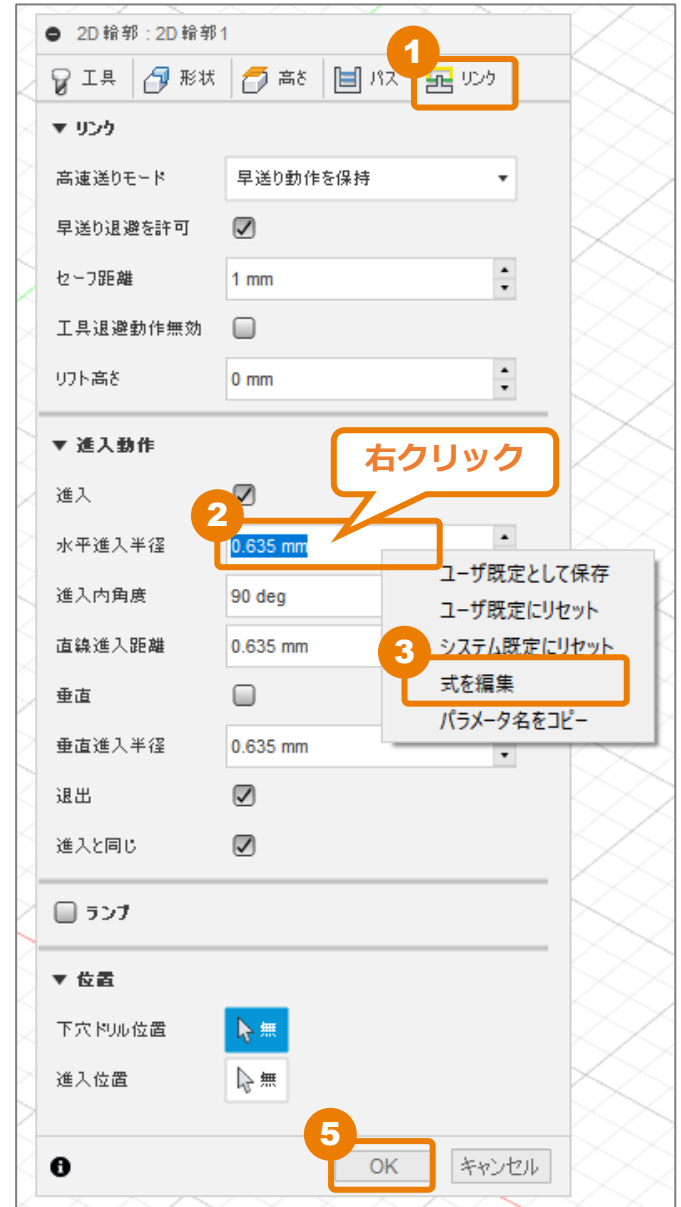 2D 輪郭 : 2D 輪郭1
1
工具 形状 高さ パス リンク
▼ リンク
高速送りモード 早送り動作を保持
早送り退避を許可
セーフ距離 1 mm
工具退避動作無効
リフト高さ 0 mm
▼ 進入動作
右クリック
進入
2
水平進入半径 0.635 mm
ユーザ既定として保存
進入内角度 90 deg
ユーザ既定にリセット
直線進入距離 0.635 mm
3 システム既定にリセット
垂直
式を編集
パラメータ名をコピー
垂直進入半径 0.635 mm
退出
進入と同じ
ランプ
▼ 位置
下穴ドリル位置 無
進入位置 無
5
OK キャンセル